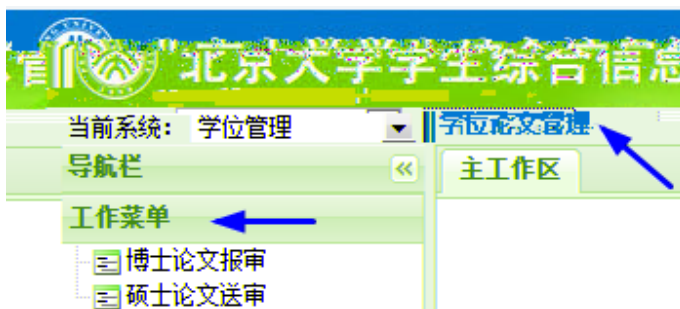 北京大学学生综合信息
当前系统： 学位管理
学位论文管理
导航栏
主工作区
工作菜单
博士论文报审
硕士论文送审